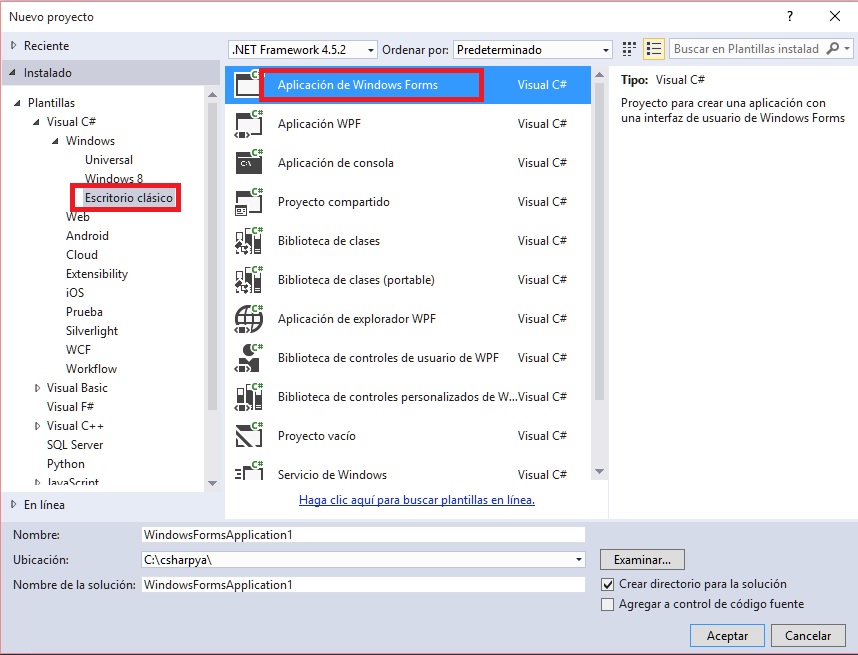 Nuevo proyecto
?
Reciente
Instalado
Plantillas
Visual C#
Windows
Universal
Windows 8
Escritorio clásico
Web
Android
Cloud
Extensibility
iOS
Prueba
Silverlight
WCF
Workflow
Visual Basic
Visual F#
Visual C++
SQL Server
Python
JavaScript
En línea
.NET Framework 4.5.2
Ordenar por: Predeterminado
Buscar en Plantillas instalad
C# Aplicación de Windows Forms Visual C#
C# Aplicación WPF Visual C#
C# C:\ Aplicación de consola Visual C#
C# Proyecto compartido Visual C#
C# Biblioteca de clases Visual C#
C# Biblioteca de clases (portable) Visual C#
Aplicación de explorador WPF Visual C#
C# Biblioteca de controles de usuario de WPF Visual C#
C# Biblioteca de controles personalizados de W... Visual C#
C# Proyecto vacío Visual C#
C# Servicio de Windows Visual C#
Haga clic aquí para buscar plantillas en línea.
Tipo: Visual C#
Proyecto para crear una aplicación con
una interfaz de usuario de Windows Forms
Nombre: WindowsFormsApplication1
Ubicación: C:\csharpya\
Examinar...
Nombre de la solución: WindowsFormsApplication1
Crear directorio para la solución
Agregar a control de código fuente
Aceptar
Cancelar